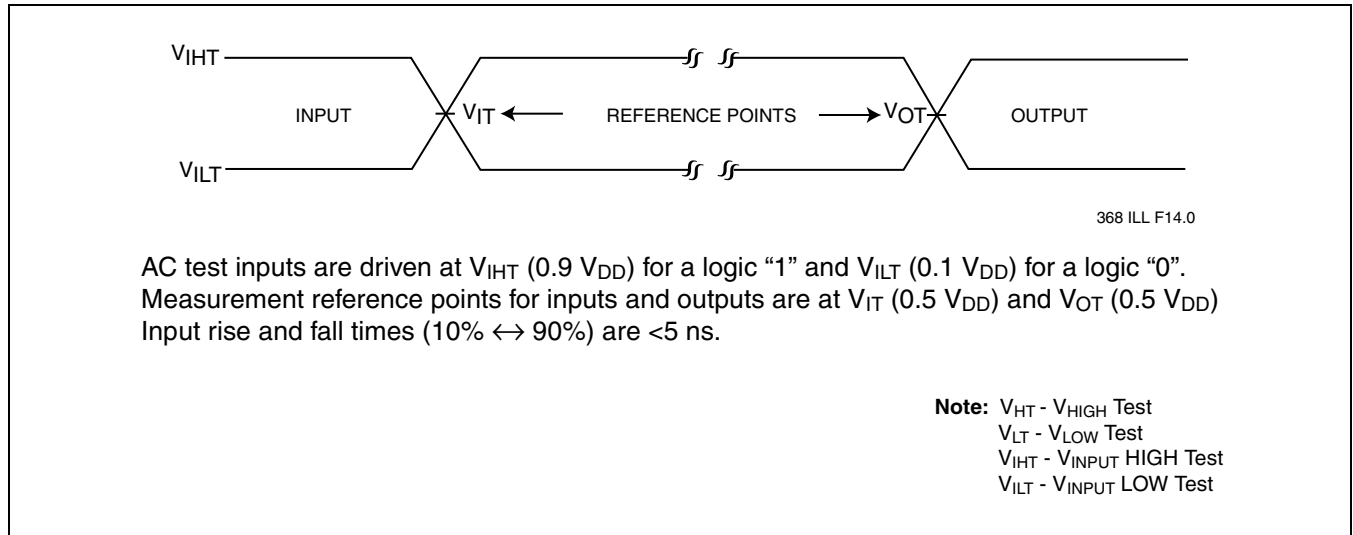 VIHT
INPUT VIT REFERENCE POINTS VOT OUTPUT
VILT
368 ILL F14.0
AC test inputs are driven at VIHT (0.9 VDD) for a logic “1” and VILT (0.1 VDD) for a logic “0”.
Measurement reference points for inputs and outputs are at VIT (0.5 VDD) and VOT (0.5 VDD)
Input rise and fall times (10% ↔ 90%) are <5 ns.
Note: VHT - VHIGH Test
VLT - VLOW Test
VIHT - VINPUT HIGH Test
VILT - VINPUT LOW Test